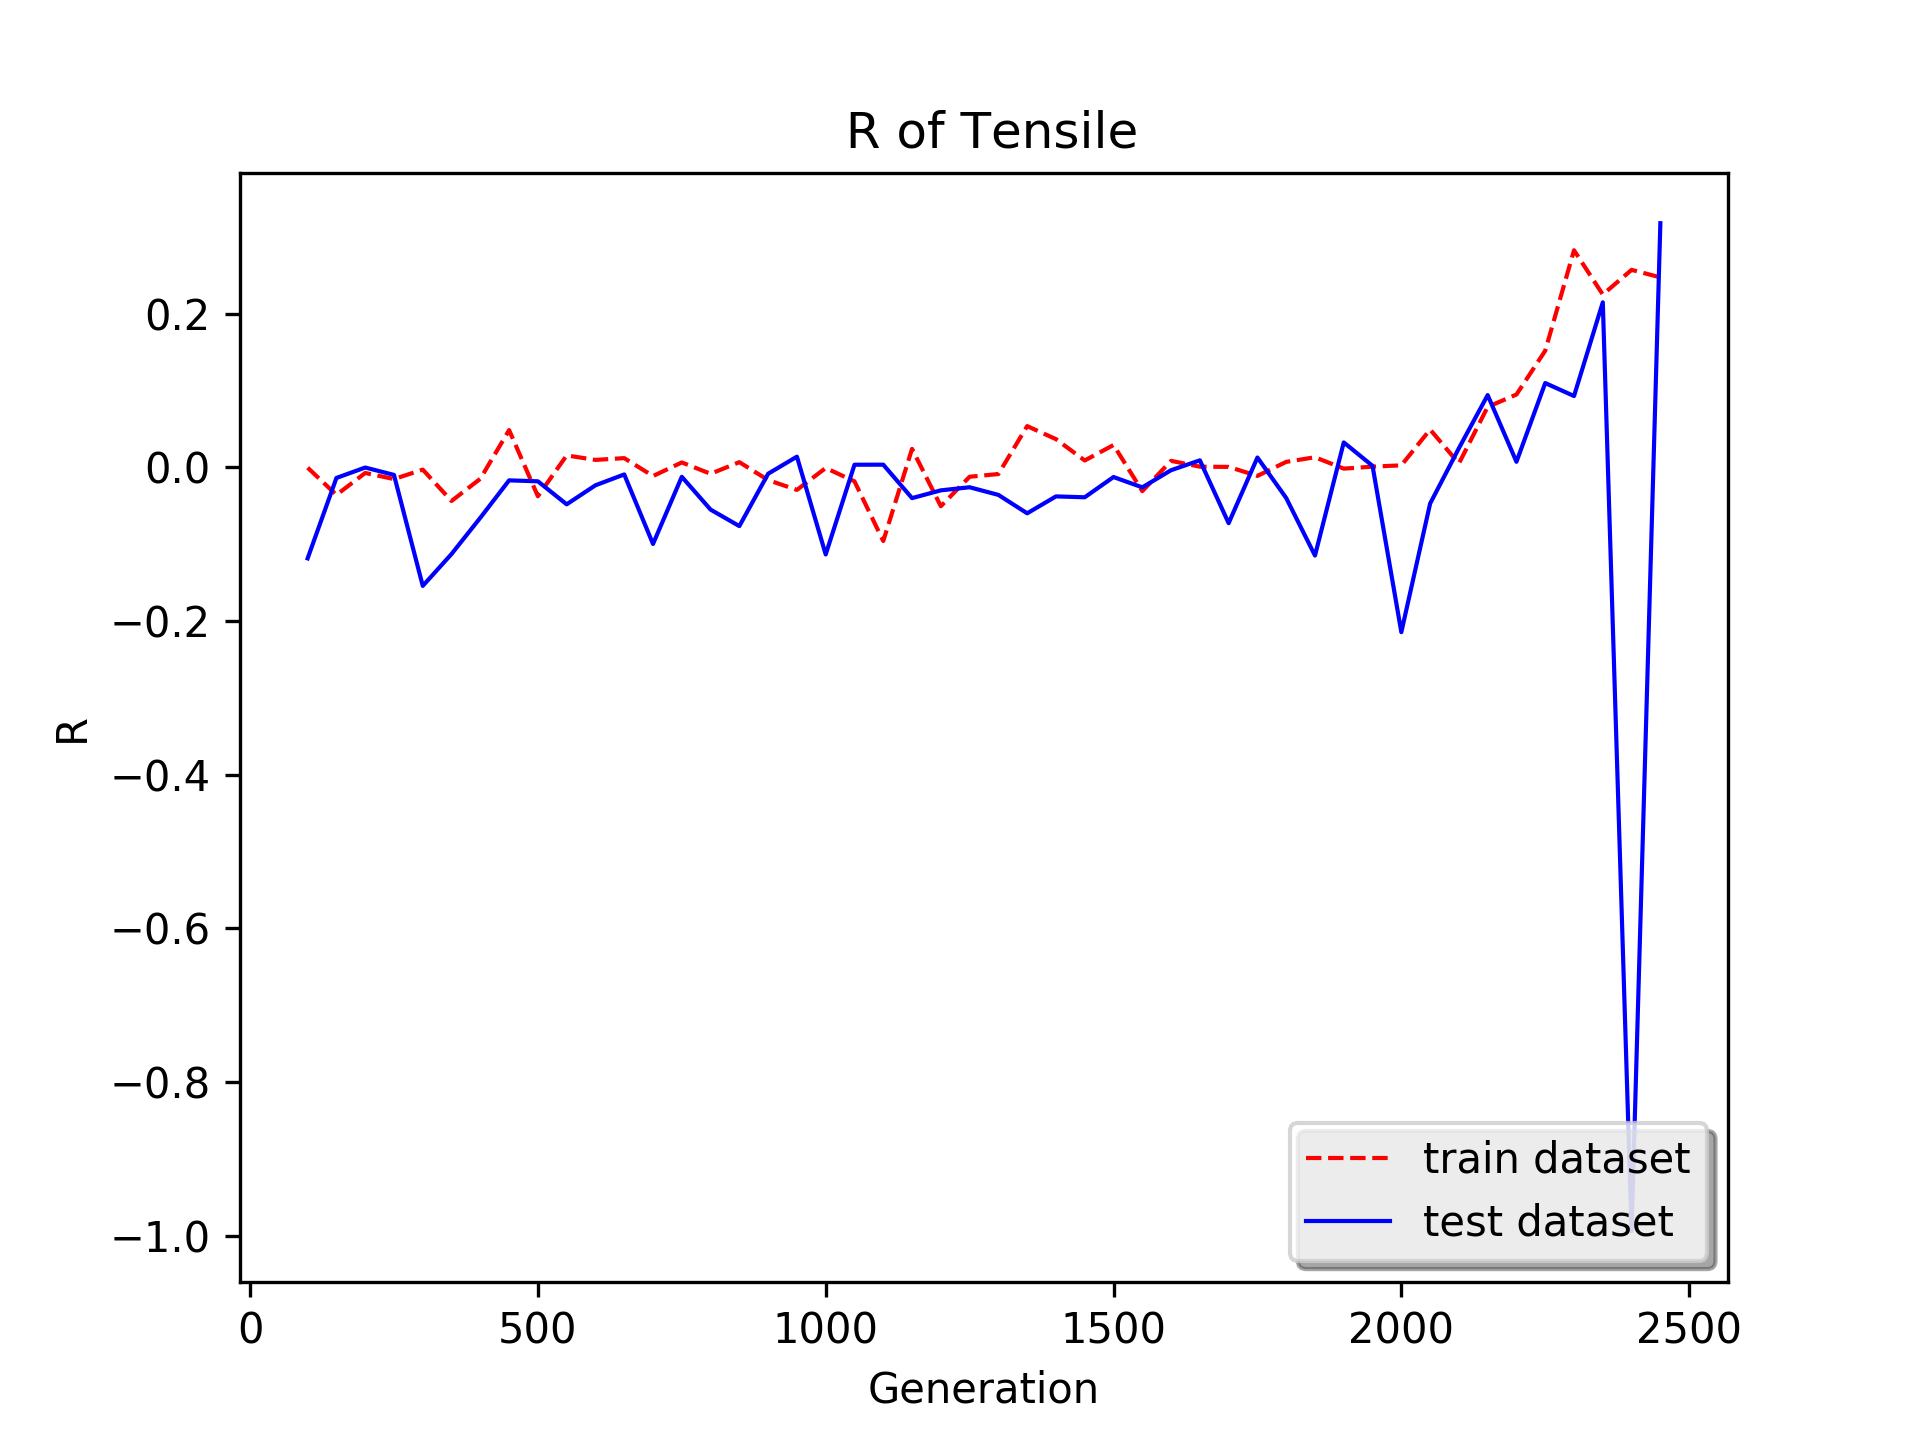 R of Tensile
R
0.2
0.0
−0.2
−0.4
−0.6
−0.8
−1.0
train dataset
test dataset
0 500 1000 1500 2000 2500
Generation